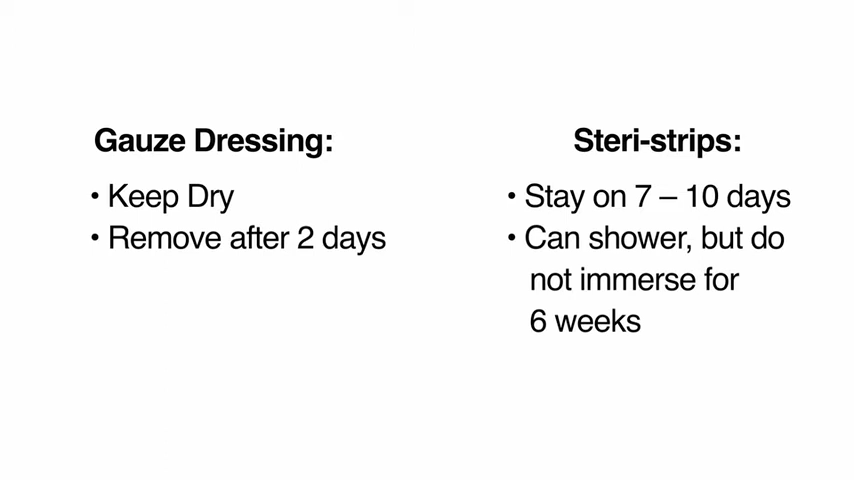 Gauze Dressing:
• Keep Dry
• Remove after 2 days
Steri-strips:
• Stay on 7 – 10 days
• Can shower, but do
not immerse for
6 weeks